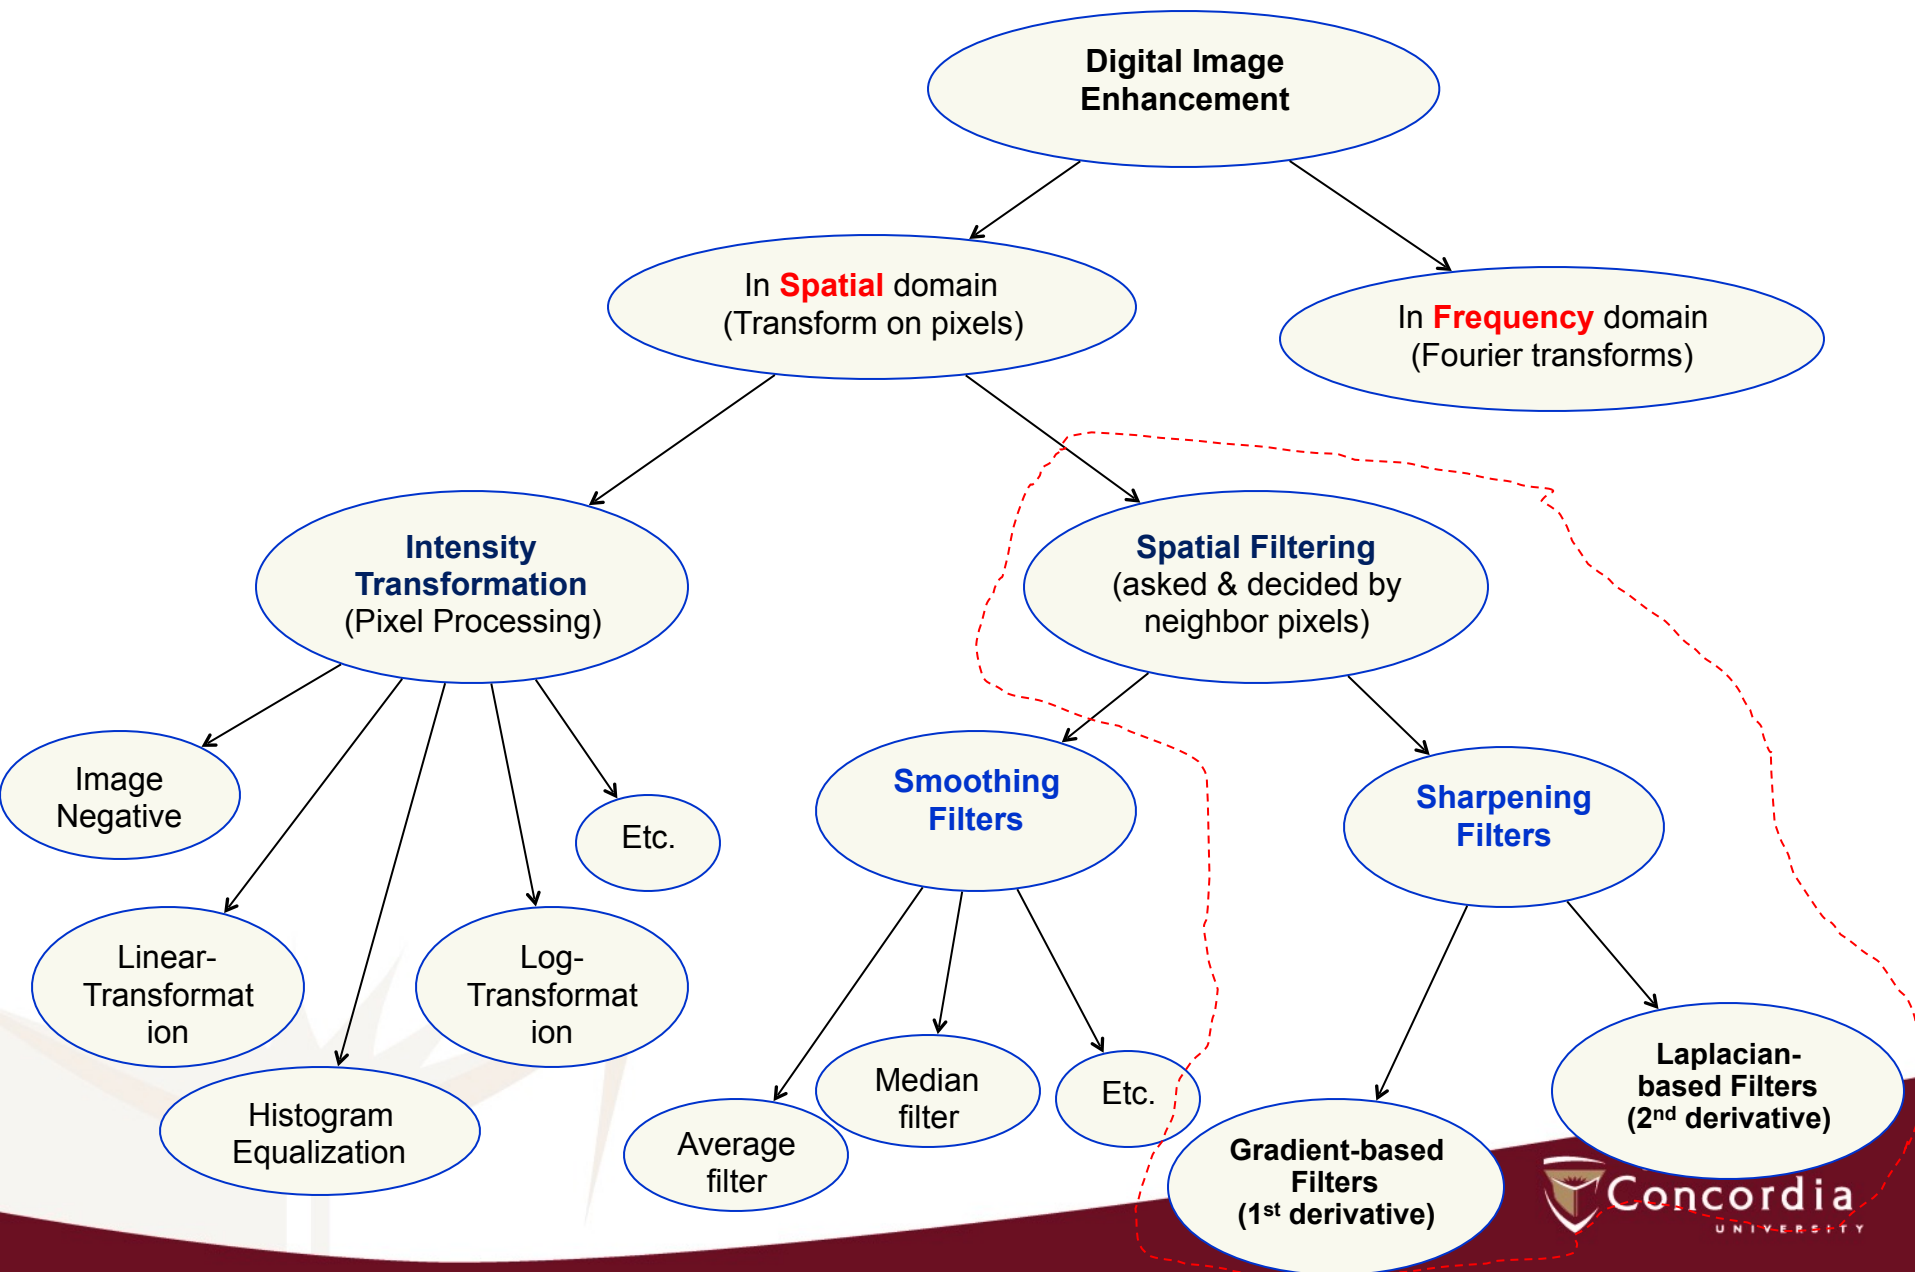 Digital Image
Enhancement
In Spatial domain
(Transform on pixels)
In Frequency domain
(Fourier transforms)
Intensity
Transformation
(Pixel Processing)
Spatial Filtering
(asked & decided by
neighbor pixels)
Image
Negative
Etc.
Smoothing
Filters
Sharpening
Filters
Linear-
Transformat
ion
Log-
Transformat
ion
Histogram
Equalization
Average
filter
Median
filter
Etc.
Gradient-based
Filters
(1st derivative)
Laplacian-
based Filters
(2nd derivative)
Concordia
UNIVERSITY